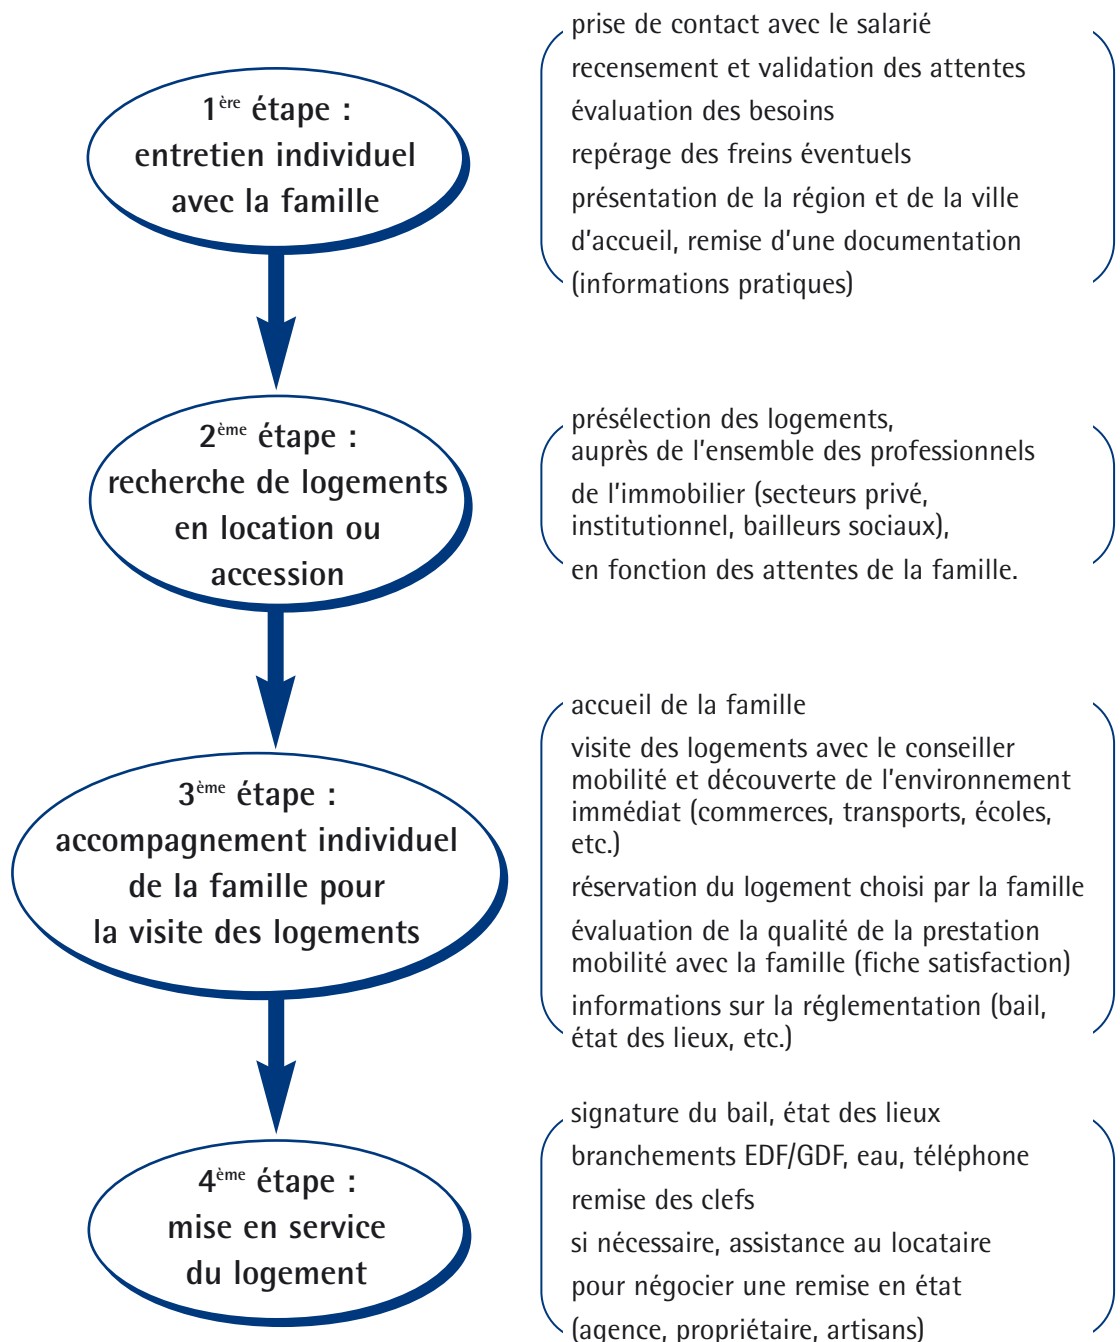 1ère étape :
entretien individuel
avec la famille
prise de contact avec le salarié
recensement et validation des attentes
évaluation des besoins
repérage des freins éventuels
présentation de la région et de la ville
d'accueil, remise d'une documentation
(informations pratiques)
2ème étape :
recherche de logements
en location ou
accession
présélection des logements,
auprès de l'ensemble des professionnels
de l'immobilier (secteurs privé,
institutionnel, bailleurs sociaux),
en fonction des attentes de la famille.
3ème étape :
accompagnement individuel
de la famille pour
la visite des logements
accueil de la famille
visite des logements avec le conseiller
mobilité et découverte de l'environnement
immédiat (commerces, transports, écoles,
etc.)
réservation du logement choisi par la famille
évaluation de la qualité de la prestation
mobilité avec la famille (fiche satisfaction)
informations sur la réglementation (bail,
état des lieux, etc.)
4ème étape :
mise en service
du logement
signature du bail, état des lieux
branchements EDF/GDF, eau, téléphone
remise des clefs
si nécessaire, assistance au locataire
pour négocier une remise en état
(agence, propriétaire, artisans)